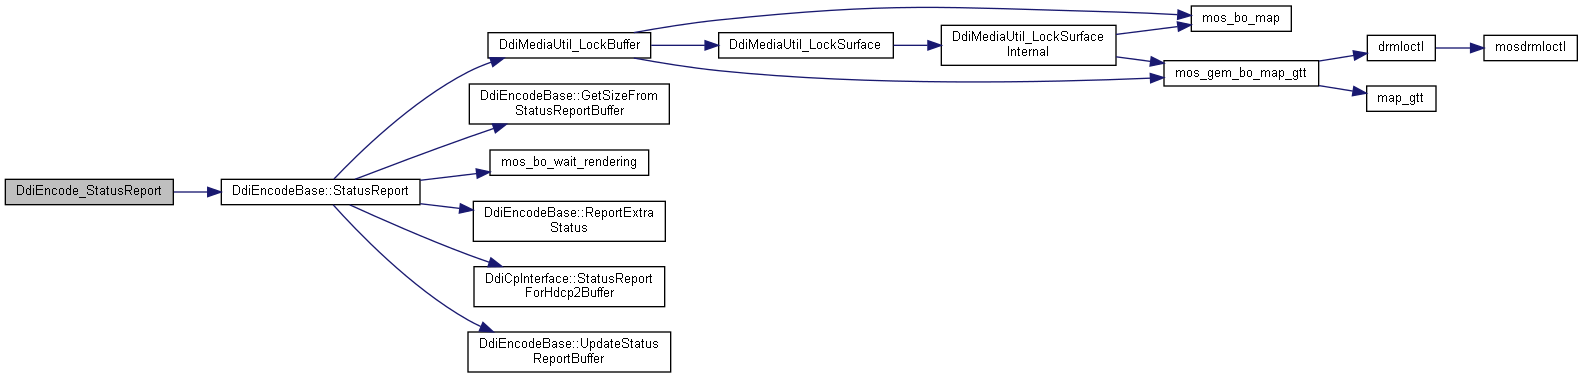 DdiEncode_StatusReport
DdiEncodeBase::StatusReport
DdiMediaUtil_LockBuffer
DdiEncodeBase::GetSizeFrom
StatusReportBuffer
mos_bo_wait_rendering
DdiEncodeBase::ReportExtra
Status
DdiCpInterface::StatusReport
ForHdcp2Buffer
DdiEncodeBase::UpdateStatus
ReportBuffer
DdiMediaUtil_LockSurface
DdiMediaUtil_LockSurface
Internal
mos_bo_map
mos_gem_bo_map_gtt
drmIoctl
map_gtt
mosdrmIoctl